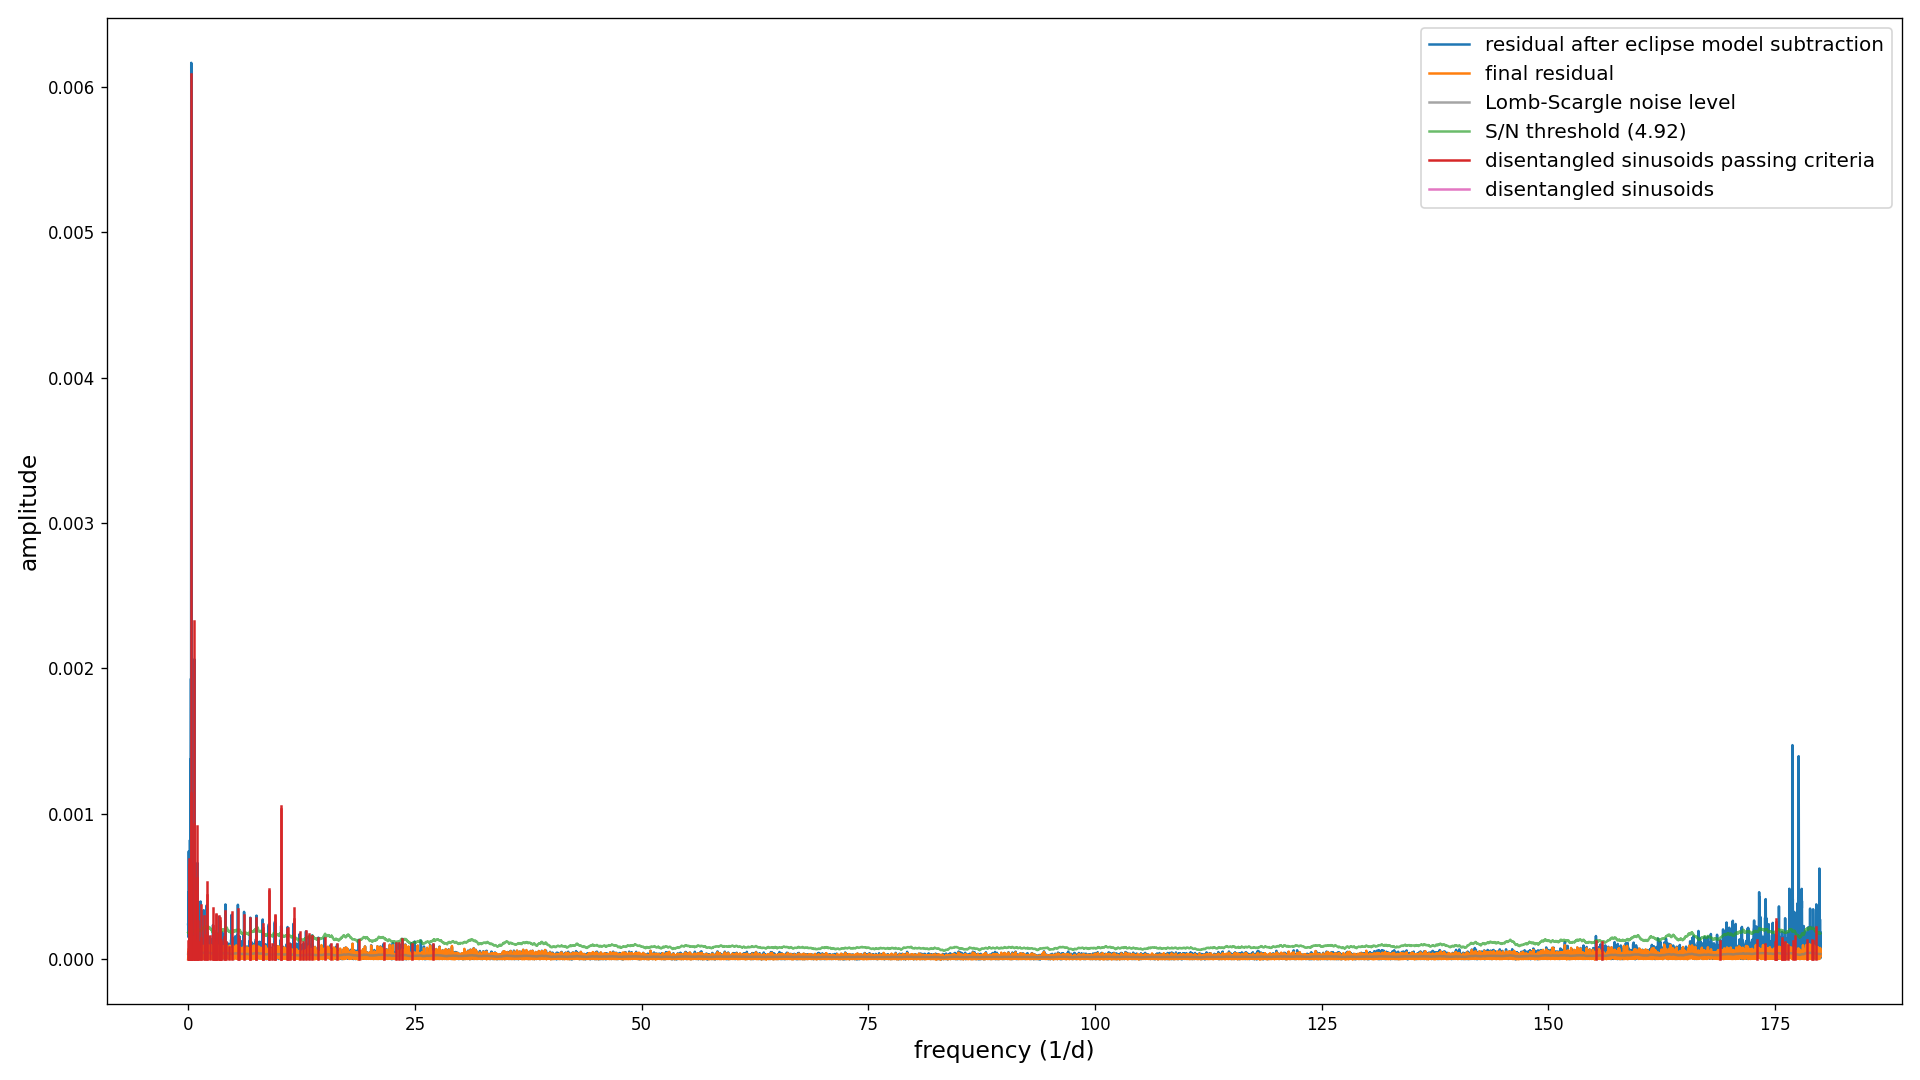 residual after eclipse model subtraction
final residual
Lomb-Scargle noise level
S/N threshold (4.92)
disentangled sinusoids passing criteria
disentangled sinusoids
0.006
0.005
0.004
0.003
0.002
0.001
0.000
amplitude
0 25 50 75 100 125 150 175
frequency (1/d)